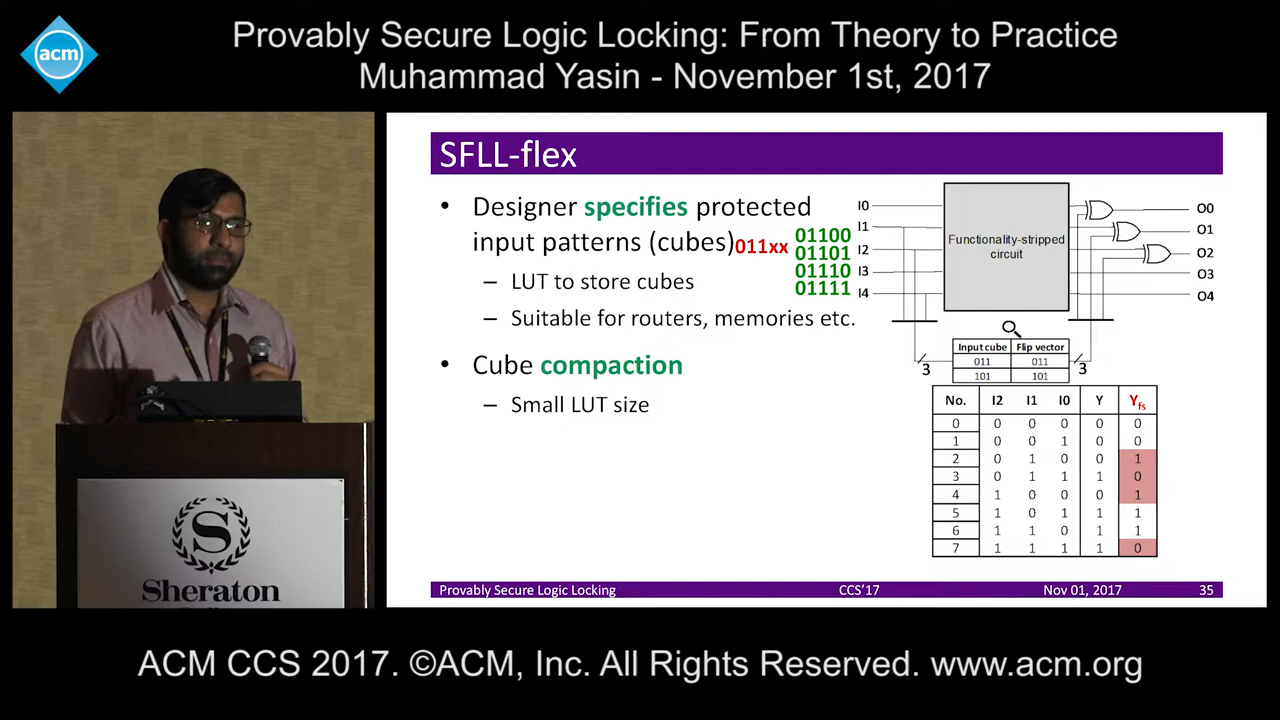 acm
Provably Secure Logic Locking: From Theory to Practice
Muhammad Yasin - November 1st, 2017
S
Sheraton
SFLL-flex
• Designer specifies protected
input patterns (cubes)
011xx
01100
01101
01110
01111
– LUT to store cubes
– Suitable for routers, memories etc.
• Cube compaction
– Small LUT size
I0
I1
I2
I3
I4
Functionality-stripped
circuit
O0
O1
O2
O3
O4
3
3
Input cube Flip vector
011 011
101 101
No. I2 I1 I0 Y Yfs
0 0 0 0 0 0
1 0 0 1 0 0
2 0 1 0 0 1
3 0 1 1 1 0
4 1 0 0 0 1
5 1 0 1 1 1
6 1 1 0 1 1
7 1 1 1 1 0
Provably Secure Logic Locking CCS'17 Nov 01, 2017 35
ACM CCS 2017. ©ACM, Inc. All Rights Reserved. www.acm.org